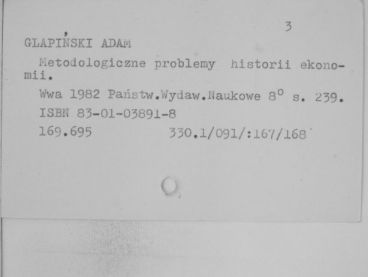 3
GLAPIŃSKI ADAM
Metodologiczne problemy historii ekono-
mii.
Wwa 1982 Państw.Wydaw.Naukowe 8° s. 239.
ISBN 83-01-03891-8
169.695 330.1/091/:167/168